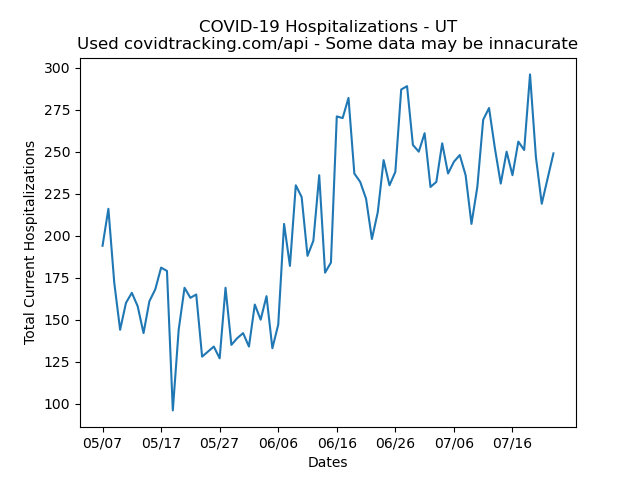 COVID-19 Hospitalizations - UT
Used covidtracking.com/api - Some data may be innacurate
300
275
250
225
200
175
150
125
100
Total Current Hospitalizations
05/07 05/17 05/27 06/06 06/16 06/26 07/06 07/16
Dates